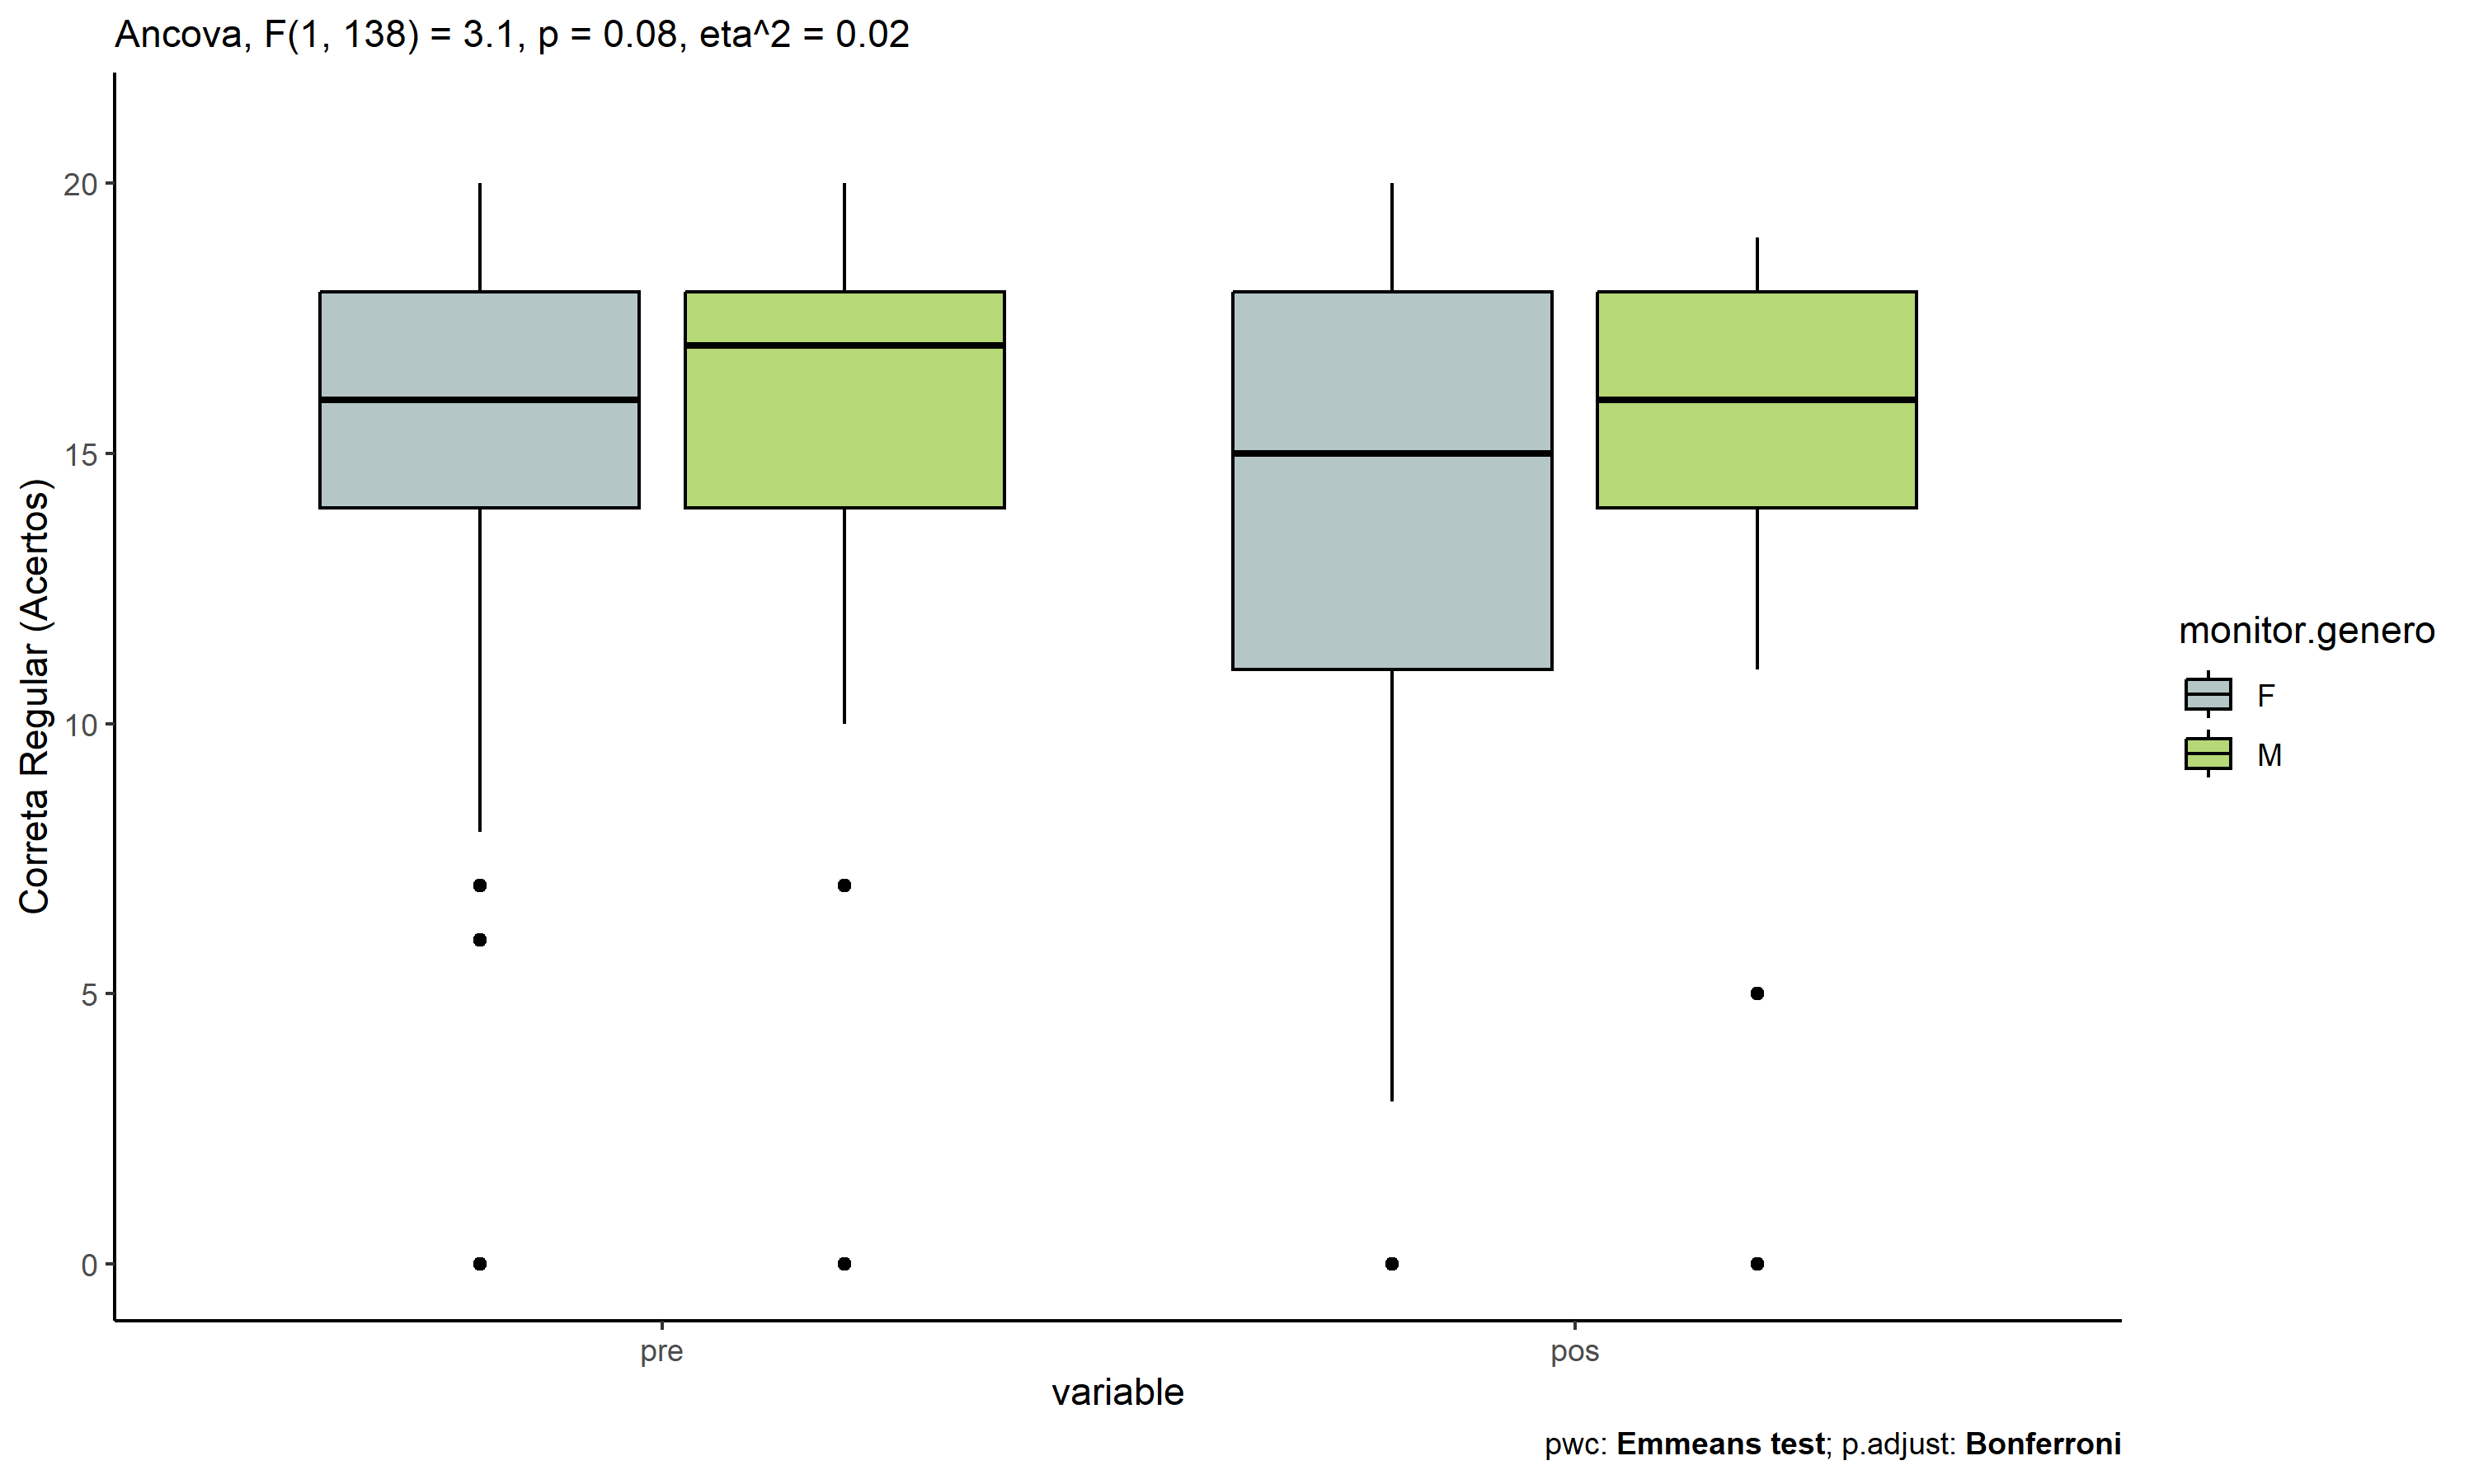 Ancova, F(1, 138) = 3.1, p = 0.08, eta^2 = 0.02
Correta Regular (Acertos)
20
15
10
5
0
pre
pos
variable
monitor.genero
F
M
pwc: Emmeans test; p.adjust: Bonferroni